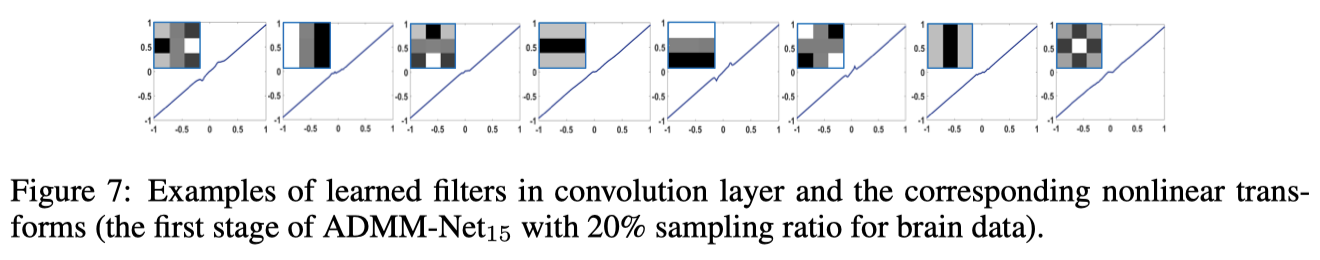 1 1 1 1 1 1 1 1
0.5 0.5 0.5 0.5 0.5 0.5 0.5 0.5
0 0 0 0 0 0 0 0
-0.5 -0.5 -0.5 -0.5 -0.5 -0.5 -0.5 -0.5
-1 -1 -1 -1 -1 -1 -1 -1
-1 -0.5 0 0.5 1 -1 -0.5 0 0.5 1 -1 -0.5 0 0.5 1 -1 -0.5 0 0.5 1 -1 -0.5 0 0.5 1 -1 -0.5 0 0.5 1 -1 -0.5 0 0.5 1 -1 -0.5 0 0.5 1
Figure 7: Examples of learned filters in convolution layer and the corresponding nonlinear trans-
forms (the first stage of ADMM-Net₁₅ with 20% sampling ratio for brain data).